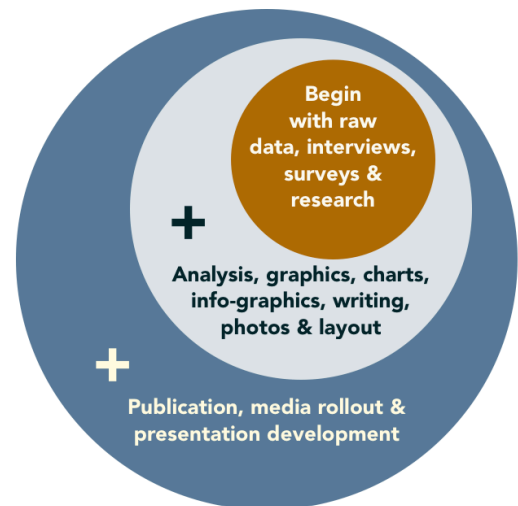 Begin
with raw
data, interviews,
surveys &
research
+
Analysis, graphics, charts,
info-graphics, writing,
photos & layout
+
Publication, media rollout &
presentation development